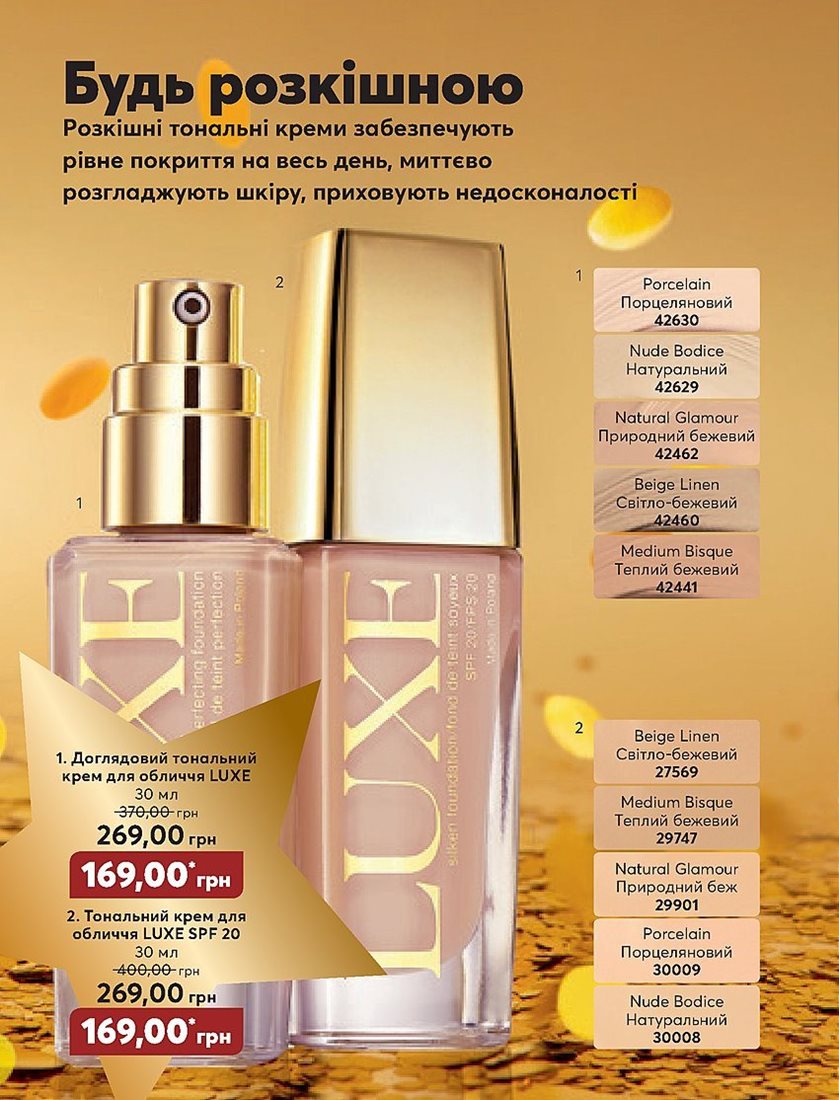 Будь розкішною
Розкішні тональні креми забезпечують
рівне покриття на весь день, миттєво
розгладжують шкіру, приховують недосконалості
2
1
1
Porcelain
Порцеляновий
42630
Nude Bodice
Натуральний
42629
Natural Glamour
Природний бежевий
42462
Beige Linen
Світло-бежевий
42460
Medium Bisque
Теплий бежевий
42441
2
Beige Linen
Світло-бежевий
27569
Medium Bisque
Теплий бежевий
29747
Natural Glamour
Природний беж
29901
Porcelain
Порцеляновий
30009
Nude Bodice
Натуральний
30008
XE
erfecting foundation
de teint perfection
Made in Poland
LUXE
silken foundation/fond de teint soyeux
SPF 20/FPS 20
Made in Poland
1. Доглядовий тональний
крем для обличчя LUXE
30 мл
370,00 грн
269,00 грн
169,00* грн
2. Тональний крем для
обличчя LUXE SPF 20
30 мл
400,00 грн
269,00 грн
169,00* грн